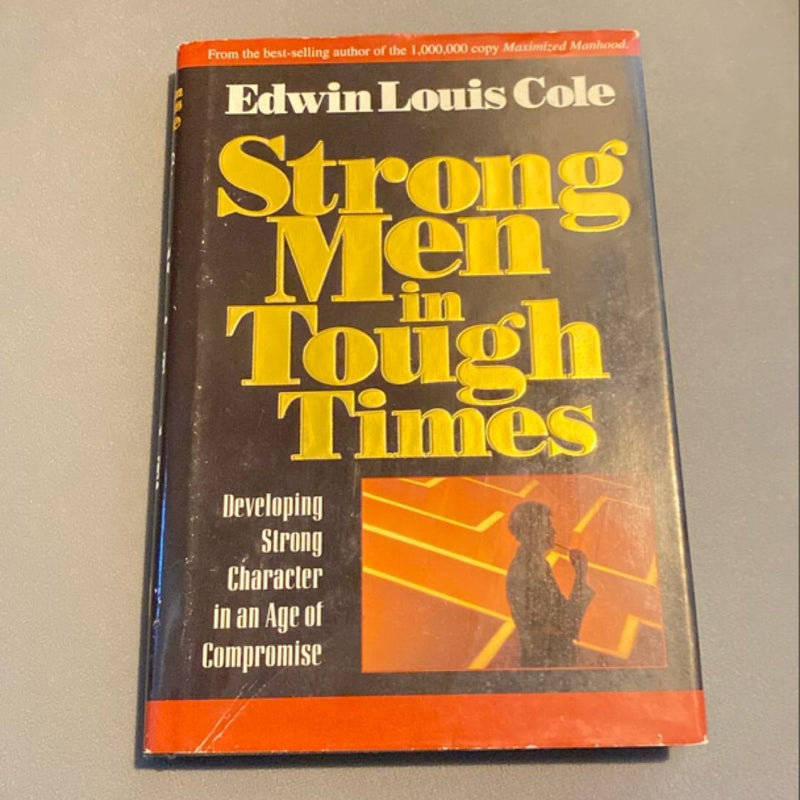 From the best-selling author of the 1,000,000 copy Maximized Manhood.
Edwin Louis Cole
Strong
Men
in
Tough
Times
Developing
Strong
Character
in an Age of
Compromise